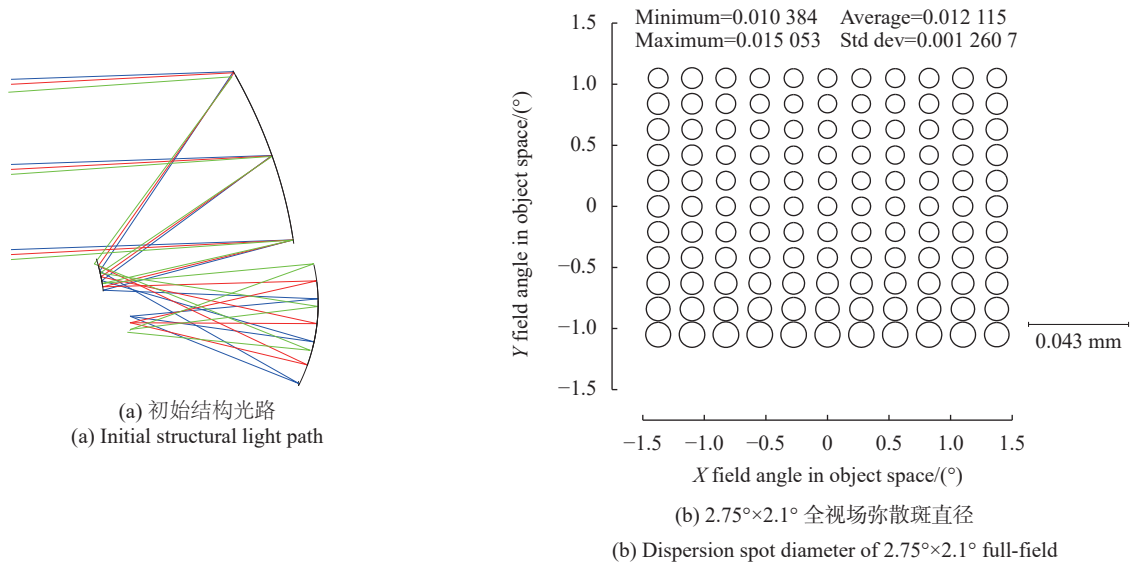 Minimum=0.010 384 Average=0.012 115
Maximum=0.015 053 Std dev=0.001 260 7
1.5
1.0
0.5
0
−0.5
−1.0
−1.5
Y field angle in object space/(°)
0.043 mm
−1.5 −1.0 −0.5 0 0.5 1.0 1.5
X field angle in object space/(°)
(a) 初始结构光路
(a) Initial structural light path
(b) 2.75°×2.1° 全视场弥散斑直径
(b) Dispersion spot diameter of 2.75°×2.1° full-field